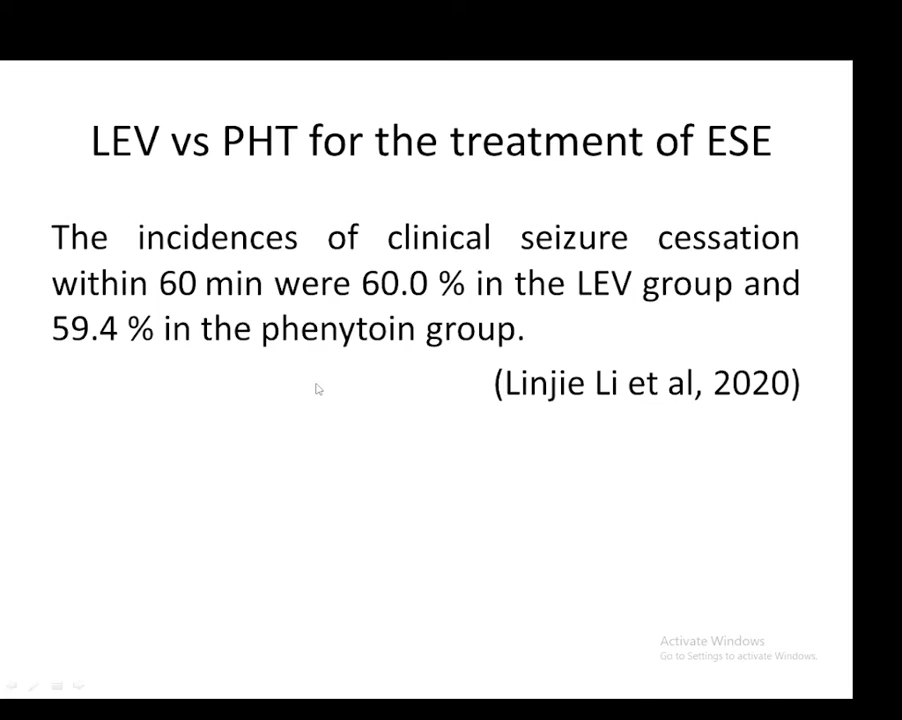 LEV vs PHT for the treatment of ESE
The incidences of clinical seizure cessation
within 60 min were 60.0 % in the LEV group and
59.4 % in the phenytoin group.
(Linjie Li et al, 2020)
Activate Windows
Go to Settings to activate Windows.